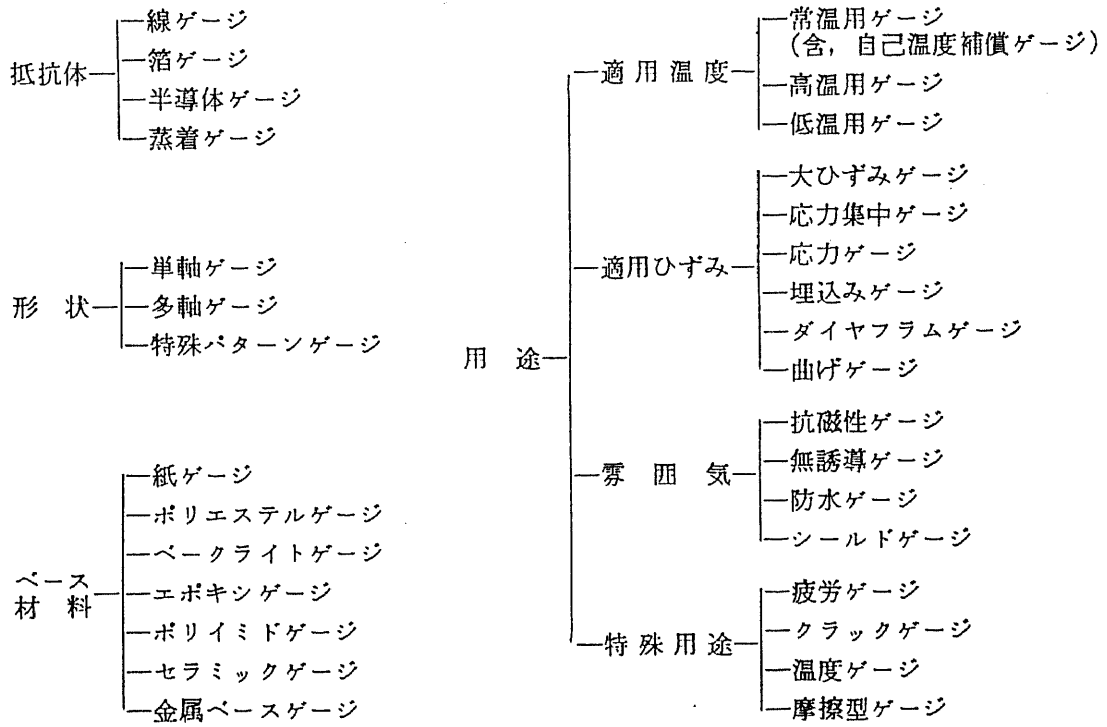 抵抗体
線ゲージ
箔ゲージ
半導体ゲージ
蒸着ゲージ
形状
単軸ゲージ
多軸ゲージ
特殊パターンゲージ
ベース
材料
紙ゲージ
ポリエステルゲージ
ベークライトゲージ
エポキシゲージ
ポリイミドゲージ
セラミックゲージ
金属ベースゲージ
用途
適用温度
常温用ゲージ
(含,自己温度補償ゲージ)
高温用ゲージ
低温用ゲージ
適用ひずみ
大ひずみゲージ
応力集中ゲージ
応力ゲージ
埋込みゲージ
ダイヤフラムゲージ
曲げゲージ
雰囲気
抗磁性ゲージ
無誘導ゲージ
防水ゲージ
シールドゲージ
特殊用途
疲労ゲージ
クラックゲージ
温度ゲージ
摩擦型ゲージ